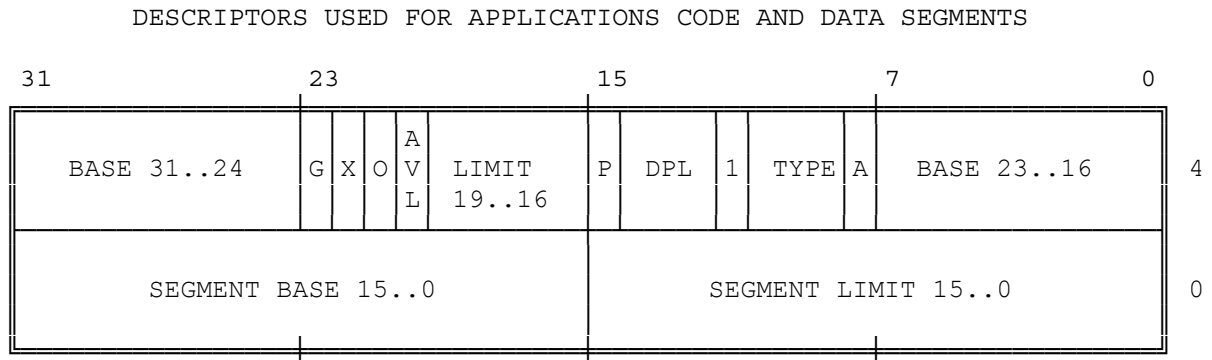 DESCRIPTORS USED FOR APPLICATIONS CODE AND DATA SEGMENTS
31 23 15 7 0
BASE 31..24 G X O AVL LIMIT 19..16 P DPL 1 TYPE A BASE 23..16 4
SEGMENT BASE 15..0 SEGMENT LIMIT 15..0 0